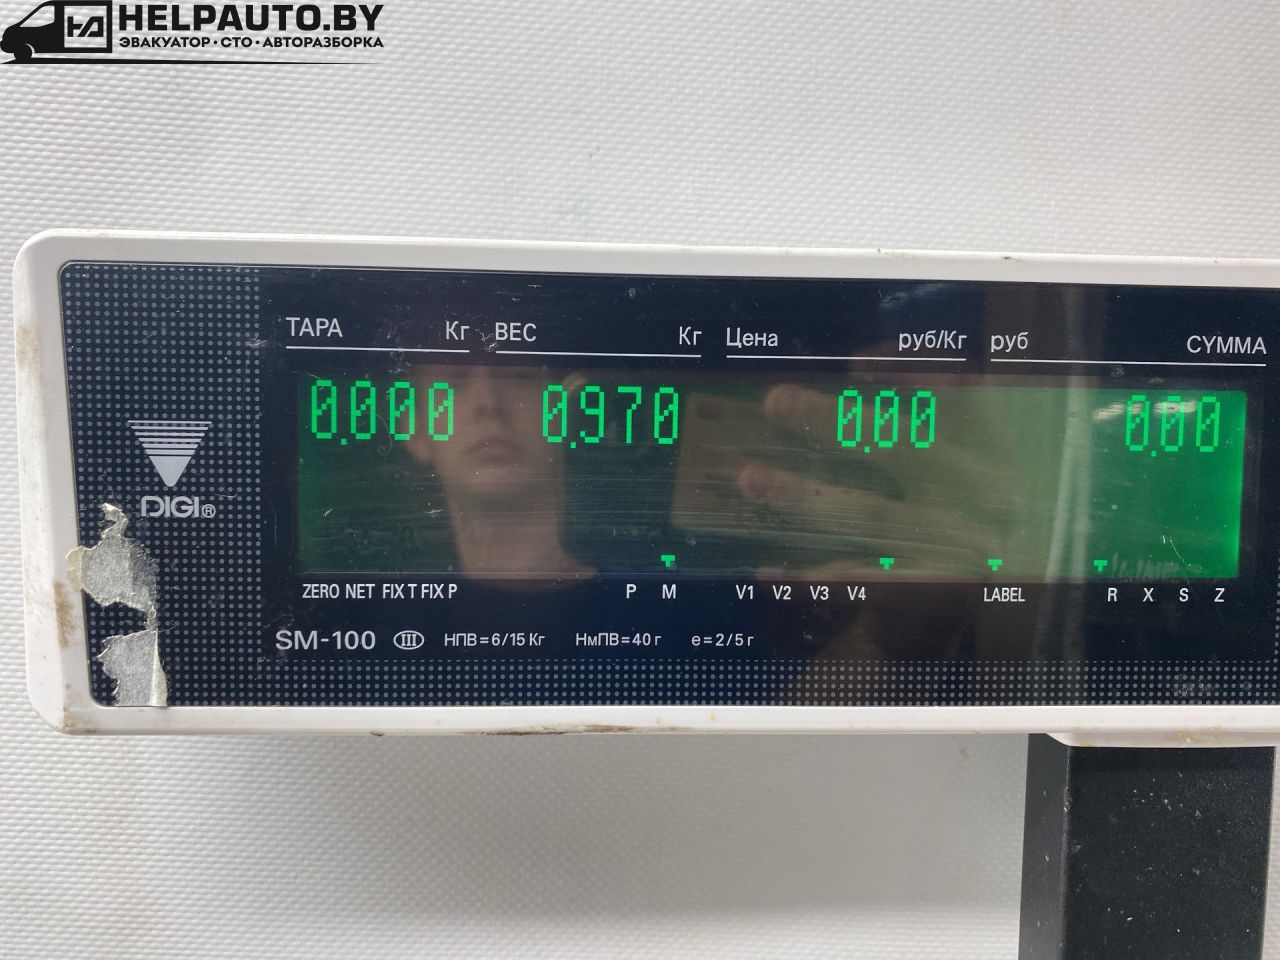 HELPAUTO.BY
ЭВАКУАТОР·СТО·АВТОРАЗБОРКА
ТАРА Кг ВЕС Кг Цена руб/Кг руб СУММА
0.000 0.970 0.00 0.00
DIGI®
ZERO NET FIX T FIX P P M V1 V2 V3 V4 LABEL R X S Z
SM-100 III НПВ=6/15 Кг НмПВ=40 г e=2/5 г